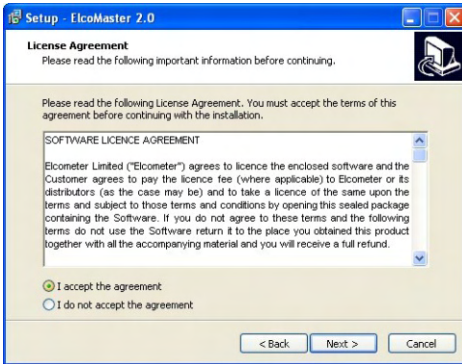 Setup - ElcoMaster 2.0
License Agreement
Please read the following important information before continuing.
Please read the following License Agreement. You must accept the terms of this
agreement before continuing with the installation.
SOFTWARE LICENCE AGREEMENT
Elcometer Limited ("Elcometer") agrees to licence the enclosed software and the
Customer agrees to pay the licence fee (where applicable) to Elcometer or its
distributors (as the case may be) and to take a licence of the same upon the
terms and subject to those terms and conditions by opening this sealed package
containing the Software. If you do not agree to these terms and the following
terms do not use the Software return it to the place you obtained this product
together with all the accompanying material and you will receive a full refund.
I accept the agreement
I do not accept the agreement
< Back Next > Cancel